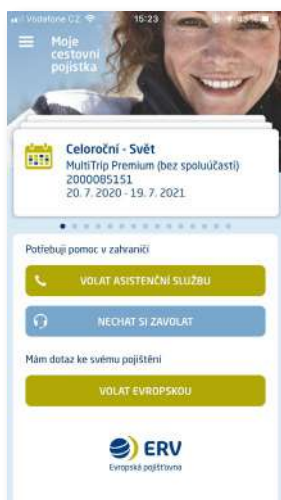 Vodafone CZ
15:23
45%
Moje
cestovní
pojistka
Celoroční - Svět
MultiTrip Premium (bez spoluúčasti)
2000085151
20. 7. 2020 - 19. 7. 2021
Potřebuji pomoc v zahraničí
VOLAT ASISTENČNÍ SLUŽBU
NECHAT SI ZAVOLAT
Mám dotaz ke svému pojištění
VOLAT EVROPSKOU
ERV
Evropská pojišťovna